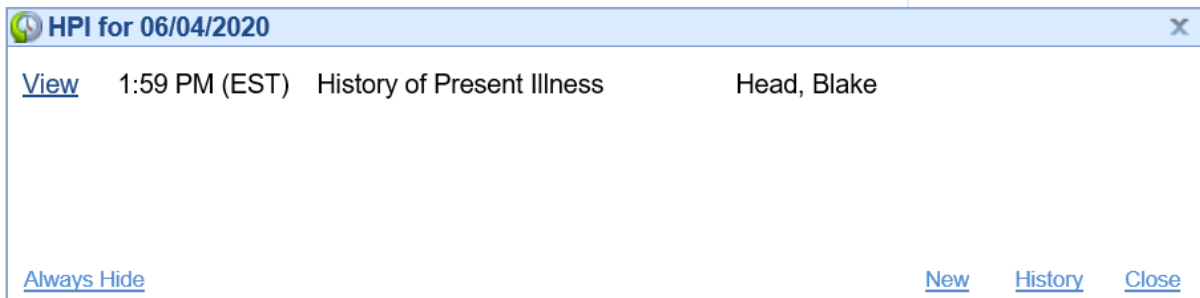 HPI for 06/04/2020 X
View 1:59 PM (EST) History of Present Illness Head, Blake
Always Hide New History Close